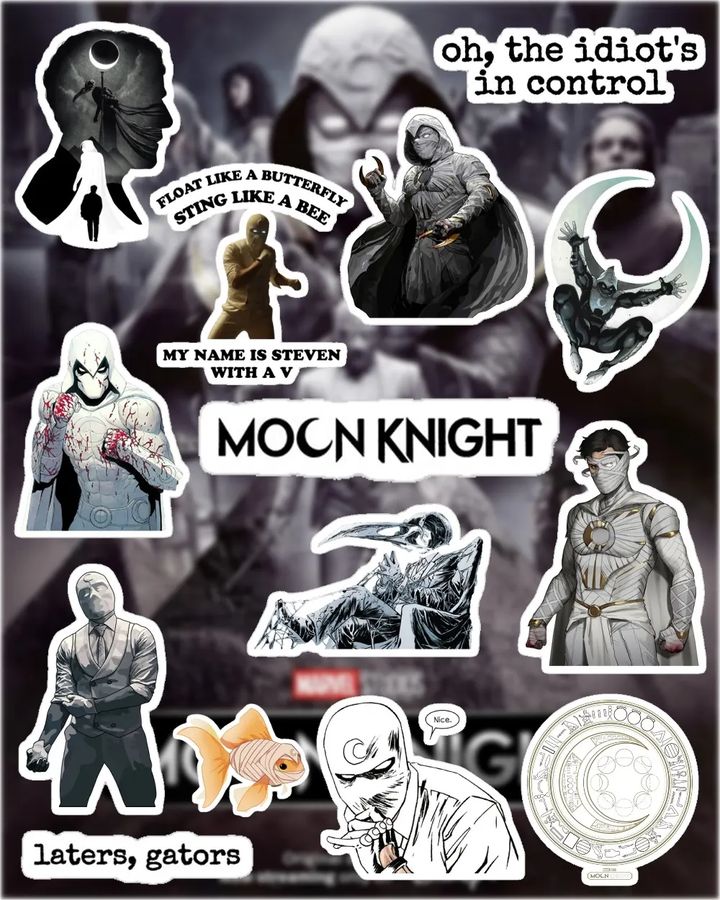 oh, the idiot's
in control
FLOAT LIKE A BUTTERFLY
STING LIKE A BEE
MY NAME IS STEVEN
WITH A V
MOON KNIGHT
MARVEL STUDIOS
Nice.
laters, gators